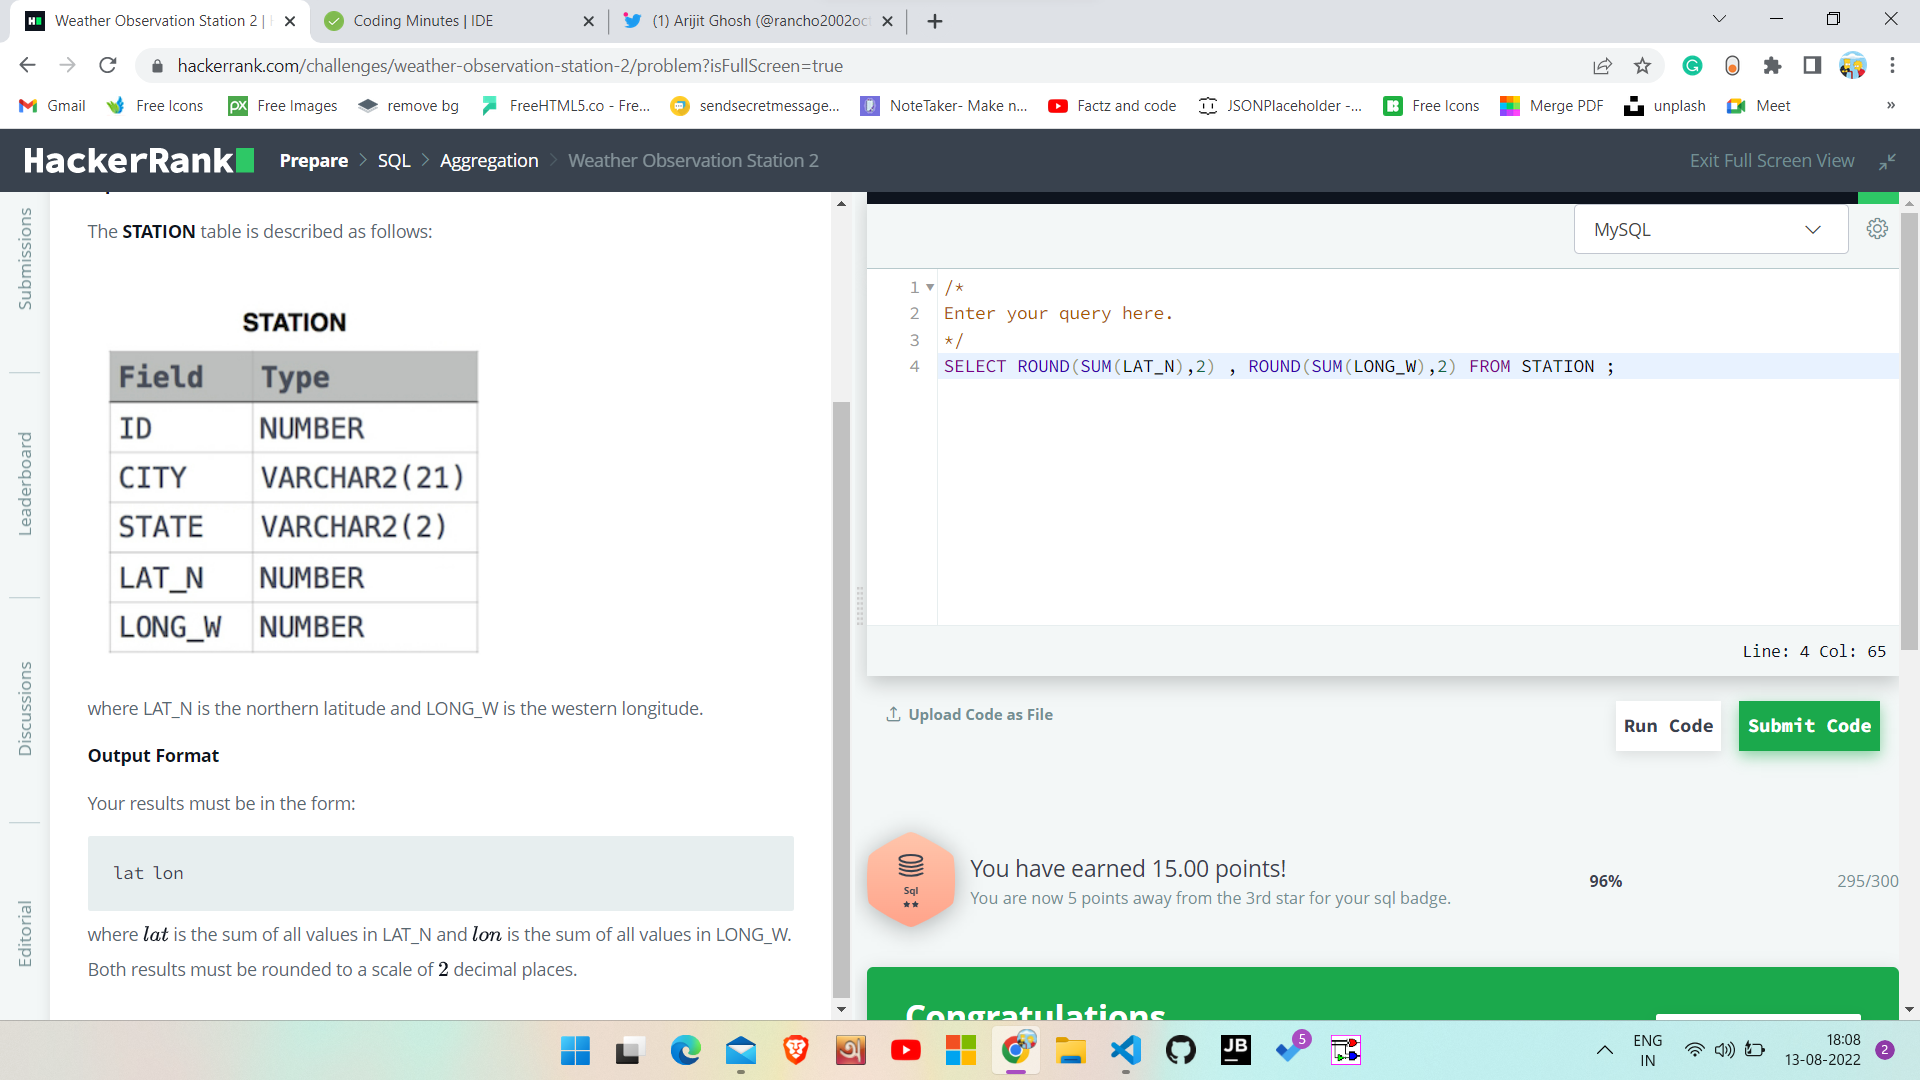 Weather Observation Station 2 |
Coding Minutes | IDE
(1) Arijit Ghosh (@rancho2002oct
hackerrank.com/challenges/weather-observation-station-2/problem?isFullScreen=true
Gmail
Free Icons
Free Images
remove bg
FreeHTML5.co - Fre...
sendsecretmessage...
NoteTaker- Make n...
Factz and code
JSONPlaceholder -...
Free Icons
Merge PDF
unplash
Meet
»
HackerRank
Prepare > SQL > Aggregation > Weather Observation Station 2
Exit Full Screen View
Submissions
Leaderboard
Discussions
Editorial
The STATION table is described as follows:
STATION
Field Type
ID NUMBER
CITY VARCHAR2(21)
STATE VARCHAR2(2)
LAT_N NUMBER
LONG_W NUMBER
where LAT_N is the northern latitude and LONG_W is the western longitude.
Output Format
Your results must be in the form:
lat lon
where lat is the sum of all values in LAT_N and lon is the sum of all values in LONG_W.
Both results must be rounded to a scale of 2 decimal places.
MySQL
1 /*
2 Enter your query here.
3 */
4 SELECT ROUND(SUM(LAT_N),2) , ROUND(SUM(LONG_W),2) FROM STATION ;
Line: 4 Col: 65
Upload Code as File
Run Code
Submit Code
Sql
You have earned 15.00 points!
You are now 5 points away from the 3rd star for your sql badge.
96%
295/300
Congratulations
JB
5
ENG
IN
18:08
13-08-2022
2